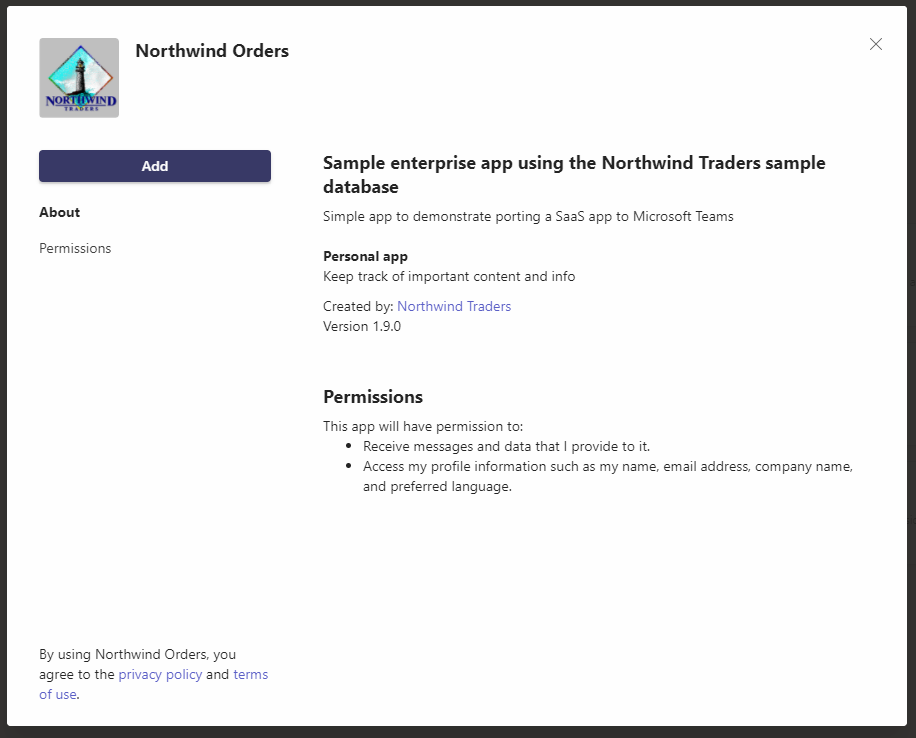 Northwind Orders
NORTHWIND
TRADERS
Add
About
Permissions
Sample enterprise app using the Northwind Traders sample
database
Simple app to demonstrate porting a SaaS app to Microsoft Teams
Personal app
Keep track of important content and info
Created by: Northwind Traders
Version 1.9.0
Permissions
This app will have permission to:
• Receive messages and data that I provide to it.
• Access my profile information such as my name, email address, company name,
and preferred language.
By using Northwind Orders, you
agree to the privacy policy and terms
of use.